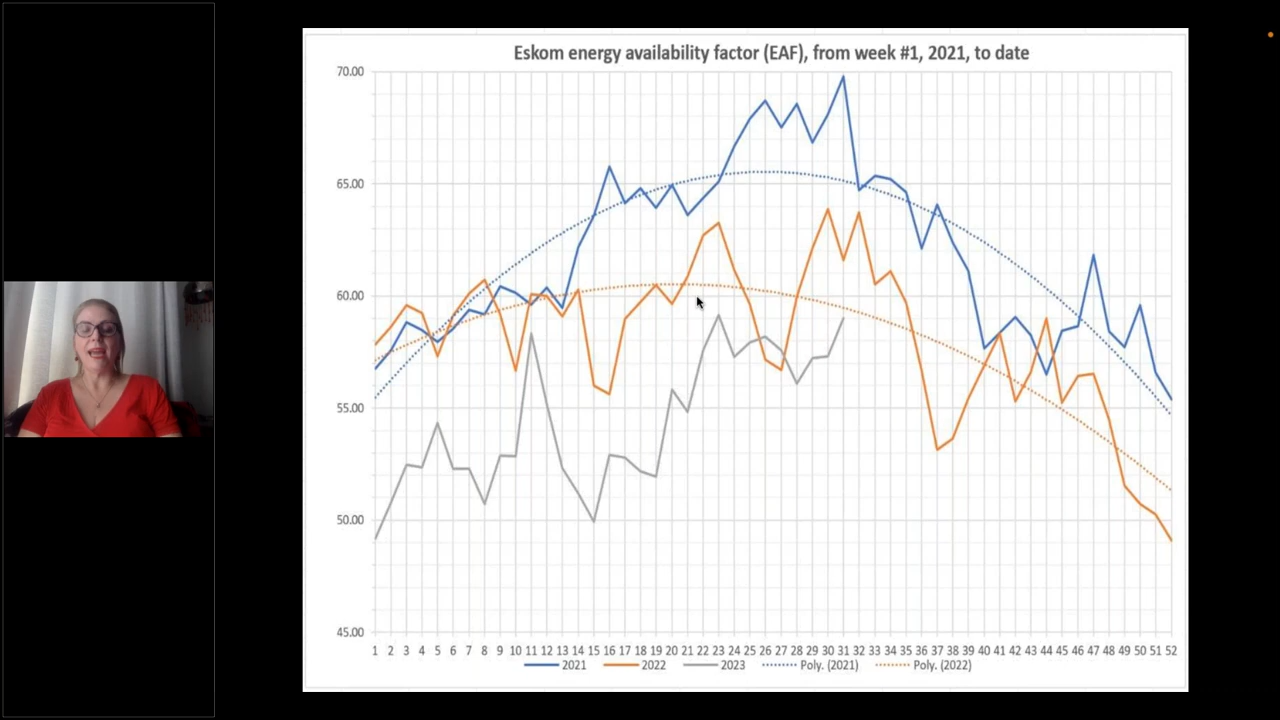 Eskom energy availability factor (EAF), from week #1, 2021, to date
70.00
65.00
60.00
55.00
50.00
45.00
1 2 3 4 5 6 7 8 9 10 11 12 13 14 15 16 17 18 19 20 21 22 23 24 25 26 27 28 29 30 31 32 33 34 35 36 37 38 39 40 41 42 43 44 45 46 47 48 49 50 51 52
2021 2022 2023 Poly. (2021) Poly. (2022)